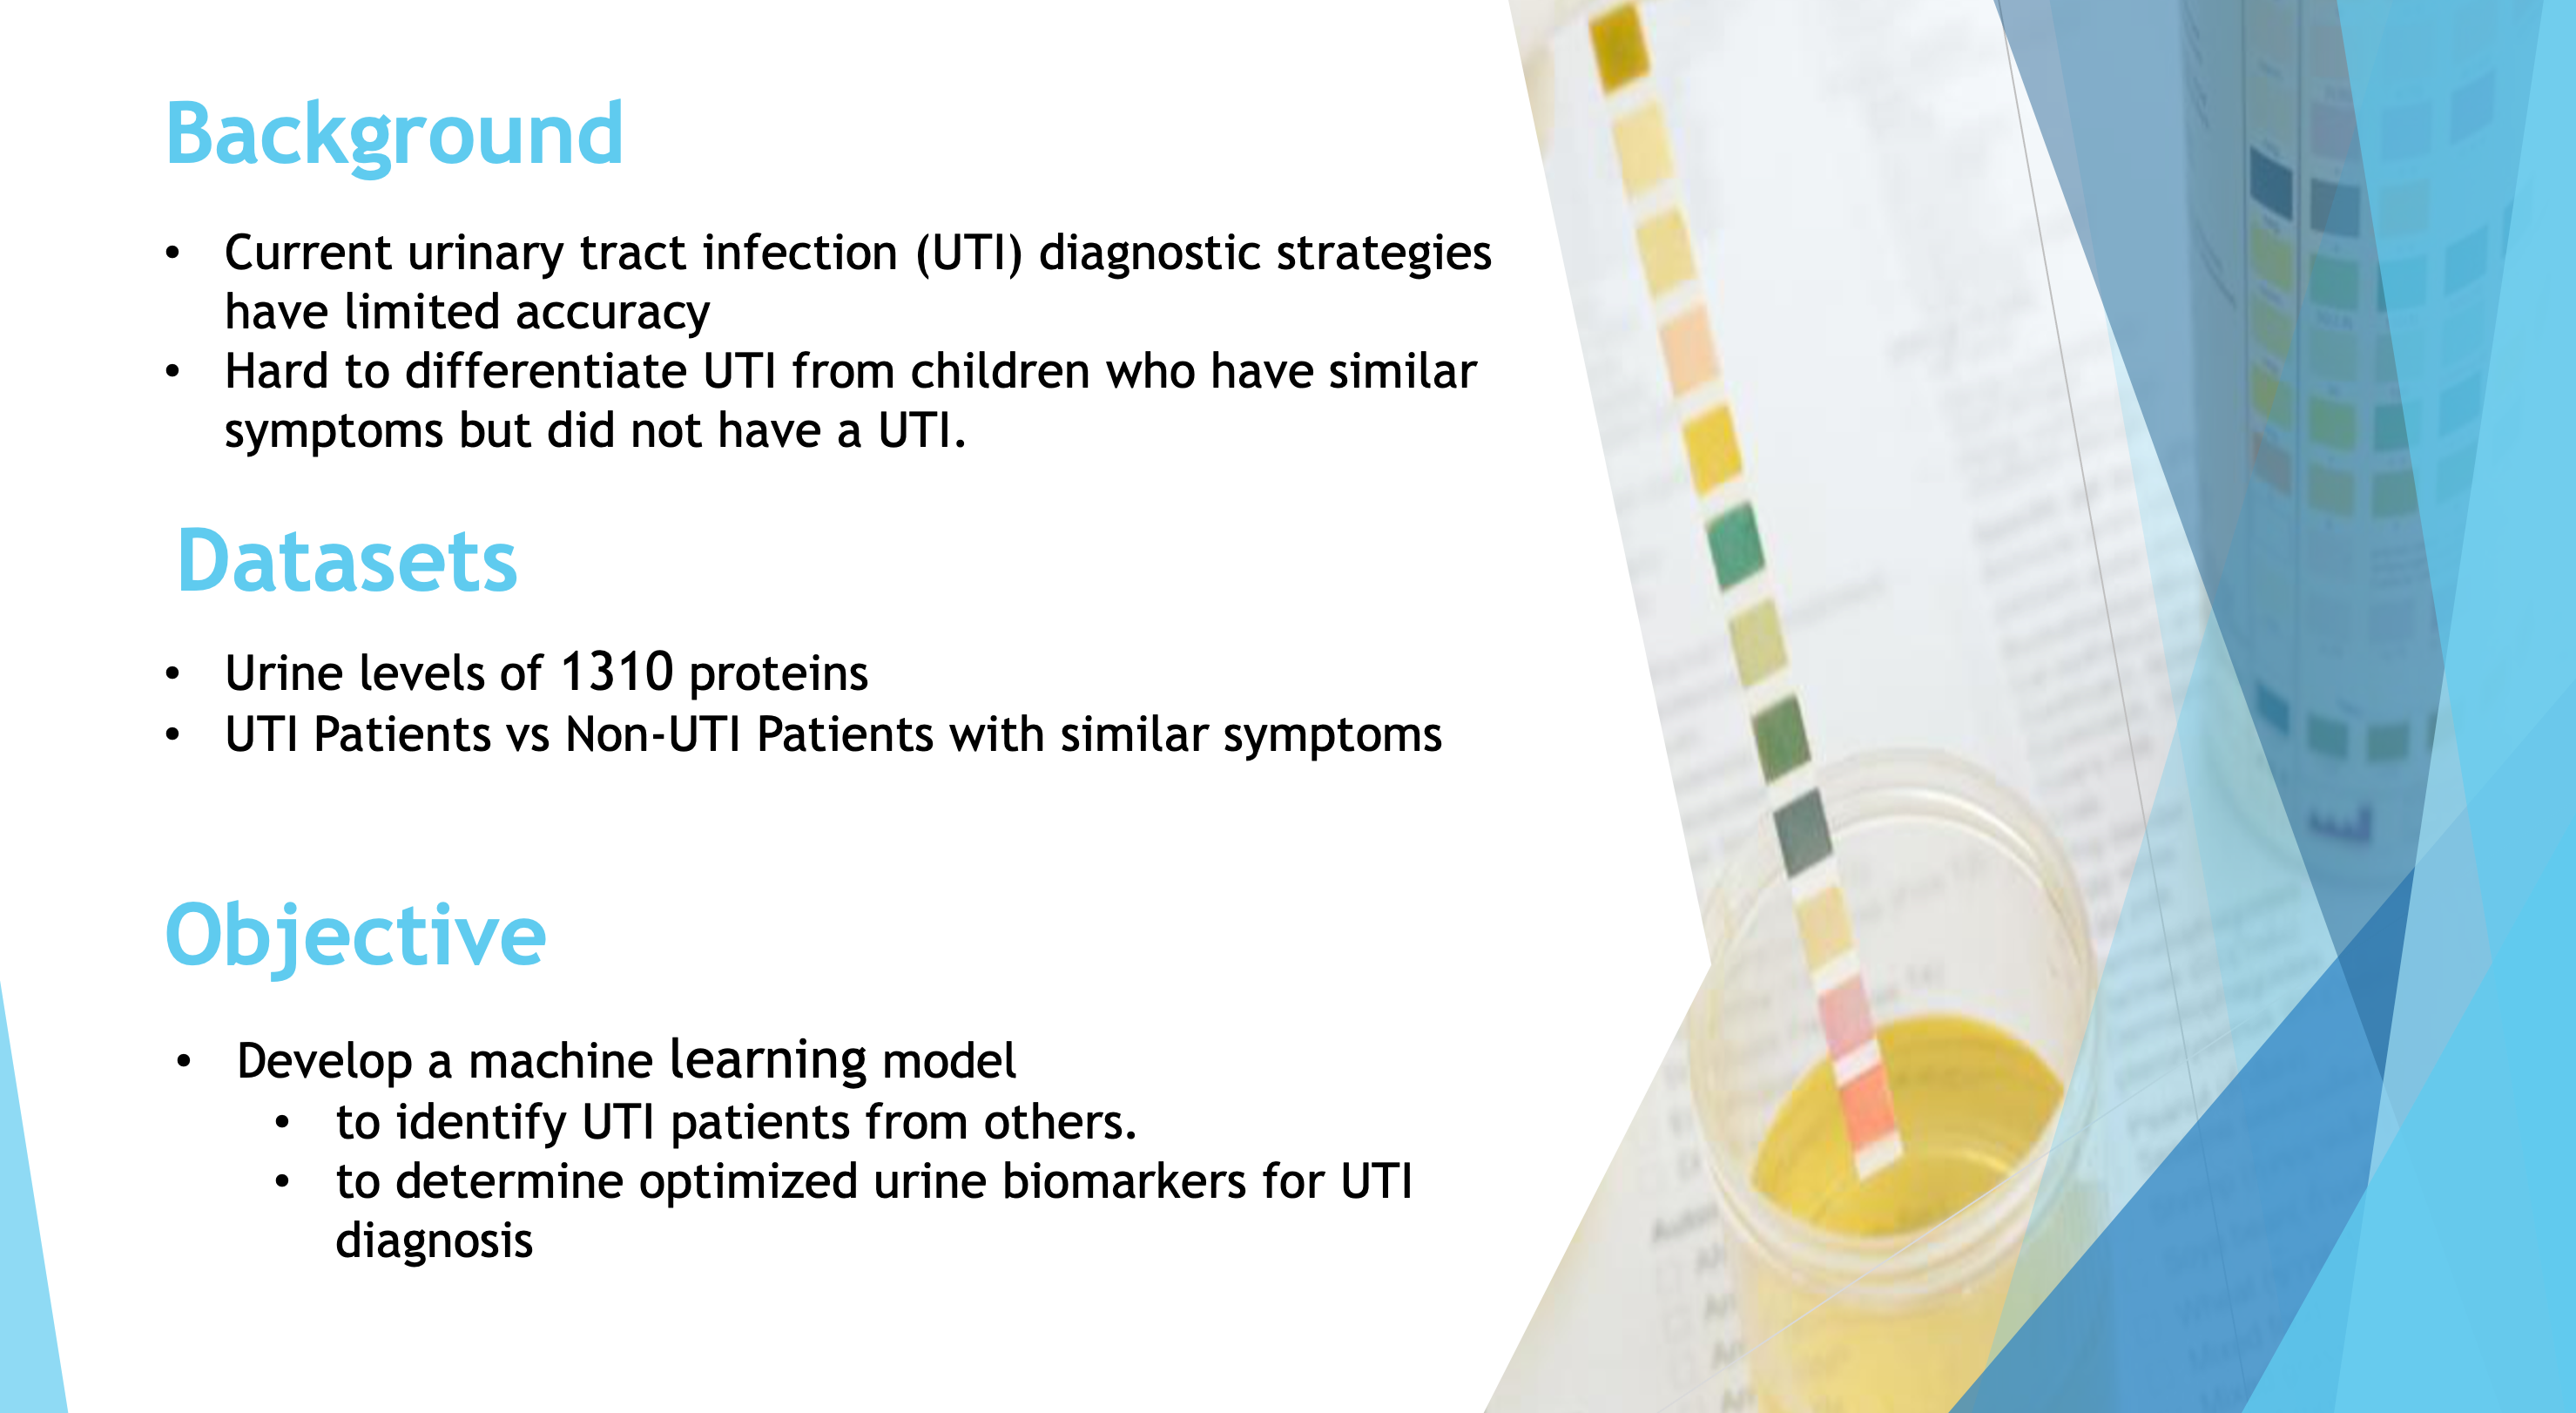 Background
• Current urinary tract infection (UTI) diagnostic strategies
have limited accuracy
• Hard to differentiate UTI from children who have similar
symptoms but did not have a UTI.
Datasets
• Urine levels of 1310 proteins
• UTI Patients vs Non-UTI Patients with similar symptoms
Objective
• Develop a machine learning model
• to identify UTI patients from others.
• to determine optimized urine biomarkers for UTI
diagnosis